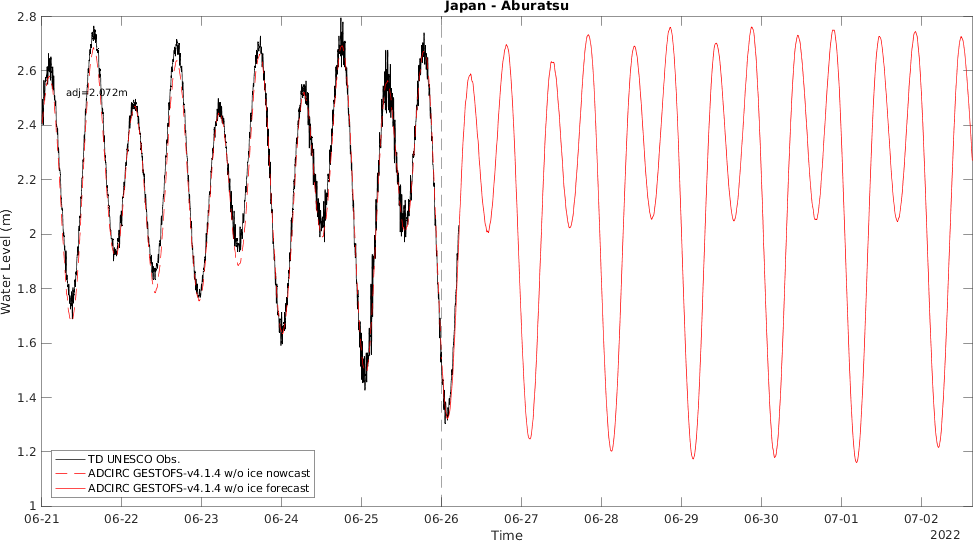 Japan - Aburatsu
2.8
2.6
adj=2.072m
2.4
2.2
2
1.8
1.6
1.4
1.2
1
Water Level (m)
TD UNESCO Obs.
ADCIRC GESTOFS-v4.1.4 w/o ice nowcast
ADCIRC GESTOFS-v4.1.4 w/o ice forecast
06-21 06-22 06-23 06-24 06-25 06-26 06-27 06-28 06-29 06-30 07-01 07-02
Time
2022